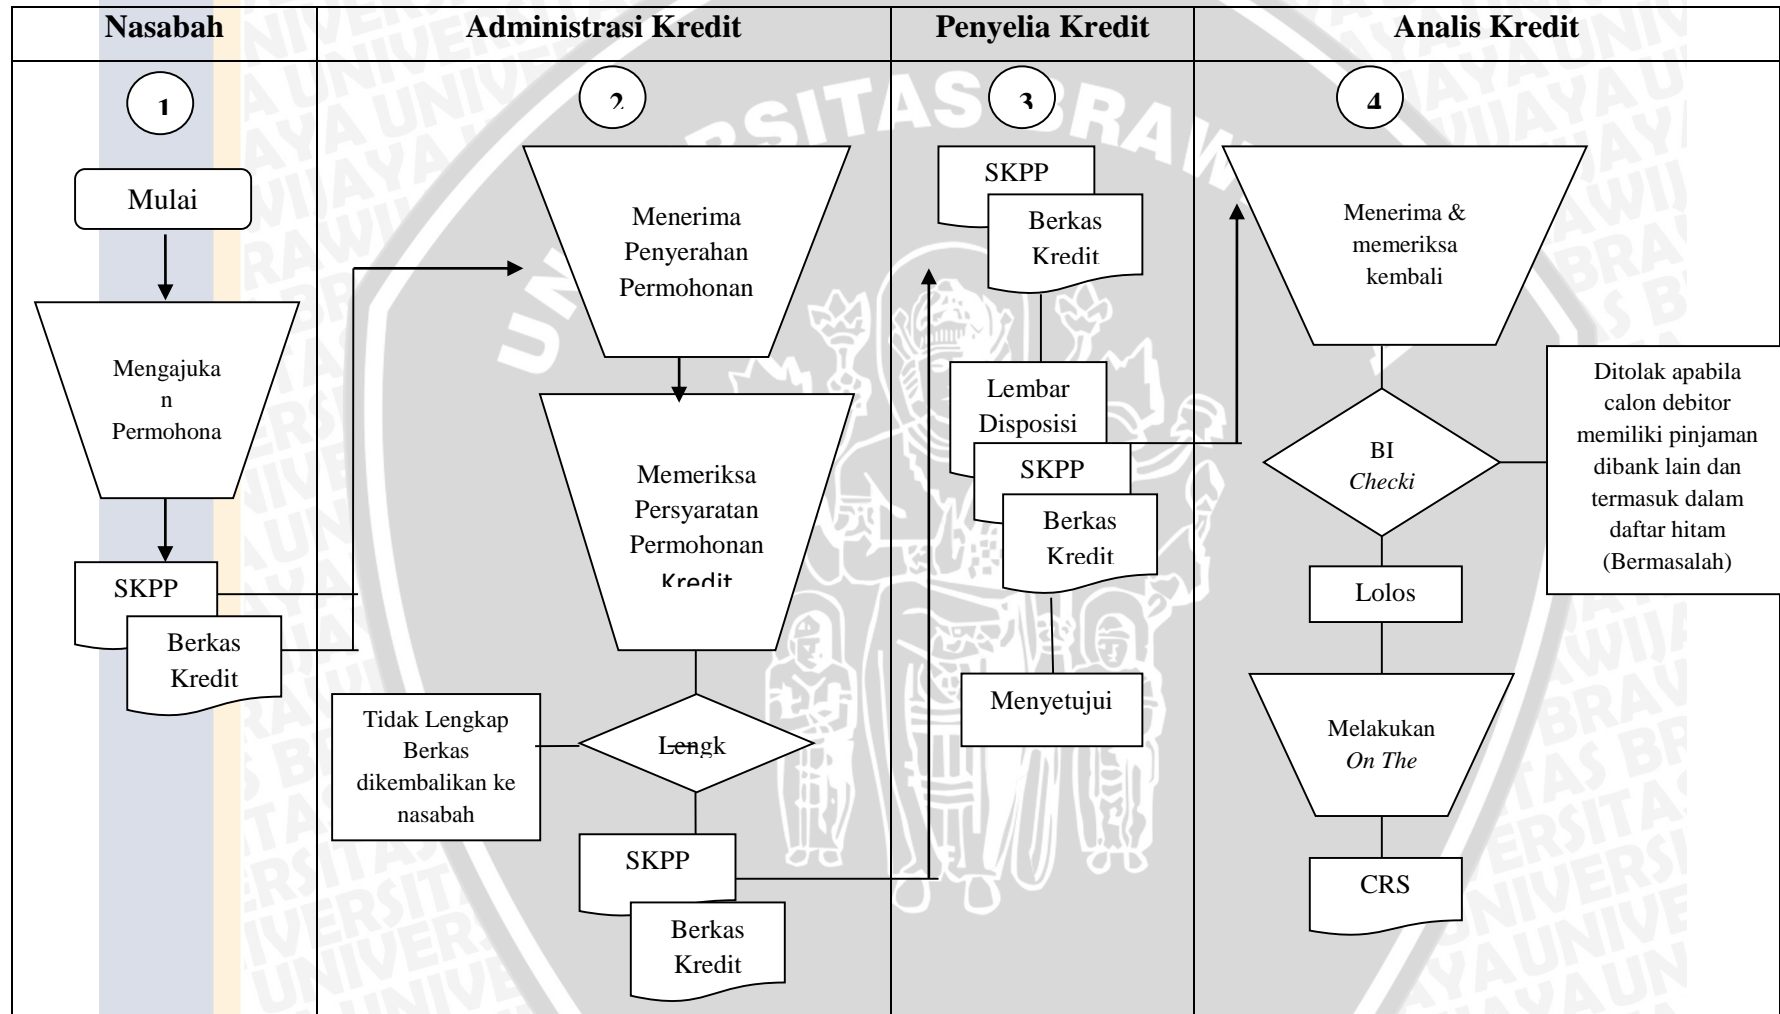 Nasabah
Administrasi Kredit
Penyelia Kredit
Analis Kredit
1
Mulai
Mengajuka
n
Permohona
SKPP
Berkas
Kredit
2
Menerima
Penyerahan
Permohonan
Memeriksa
Persyaratan
Permohonan
Kredit
Lengk
Tidak Lengkap
Berkas
dikembalikan ke
nasabah
SKPP
Berkas
Kredit
3
SKPP
Berkas
Kredit
Lembar
Disposisi
SKPP
Berkas
Kredit
Menyetujui
4
Menerima &
memeriksa
kembali
BI
Checki
Ditolak apabila
calon debitor
memiliki pinjaman
dibank lain dan
termasuk dalam
daftar hitam
(Bermasalah)
Lolos
Melakukan
On The
CRS